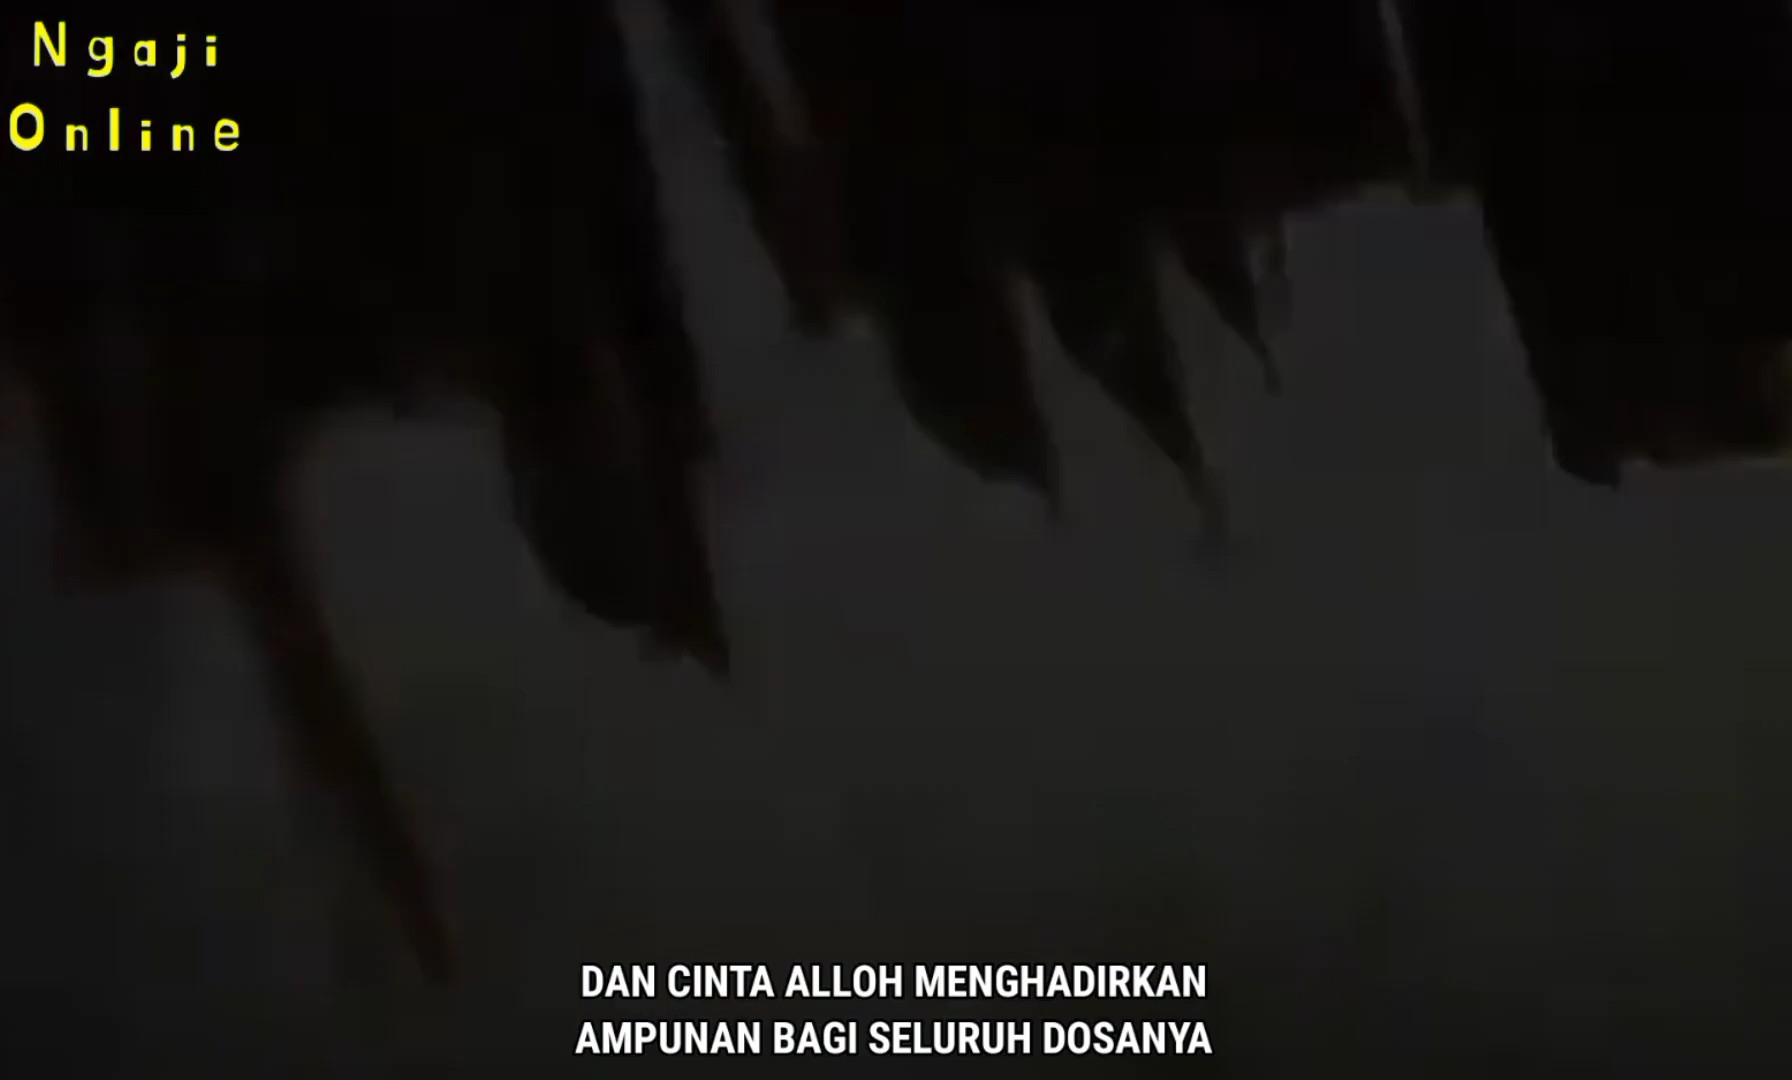 Ngaji
Online
DAN CINTA ALLOH MENGHADIRKAN
AMPUNAN BAGI SELURUH DOSANYA